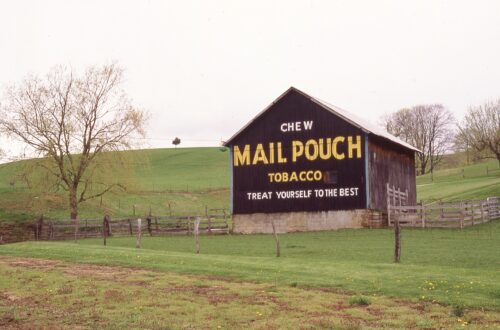 CHEW
MAIL POUCH
TOBACCO
TREAT YOURSELF TO THE BEST